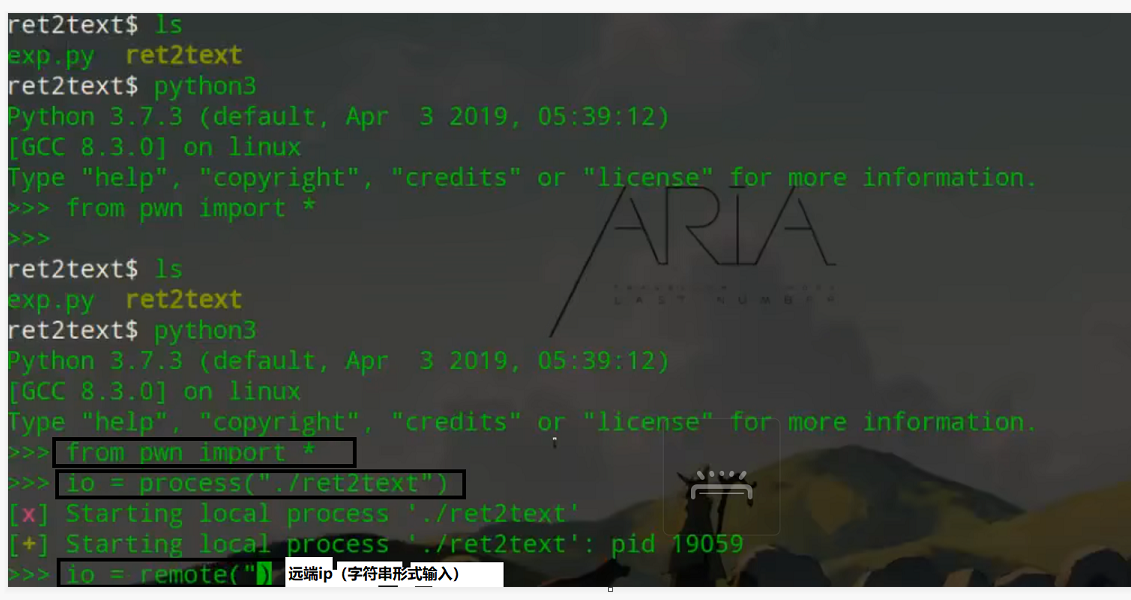 ret2text$ ls
exp.py  ret2text
ret2text$ python3
Python 3.7.3 (default, Apr  3 2019, 05:39:12)
[GCC 8.3.0] on linux
Type "help", "copyright", "credits" or "license" for more information.
>>> from pwn import *
>>>
ARIA
LAST NUMBER
ret2text$ ls
exp.py  ret2text
ret2text$ python3
Python 3.7.3 (default, Apr  3 2019, 05:39:12)
[GCC 8.3.0] on linux
Type "help", "copyright", "credits" or "license" for more information.
>>> from pwn import *
>>> io = process("./ret2text")
[x] Starting local process './ret2text'
[+] Starting local process './ret2text': pid 19059
>>> io = remote(") 远端ip（字符串形式输入）